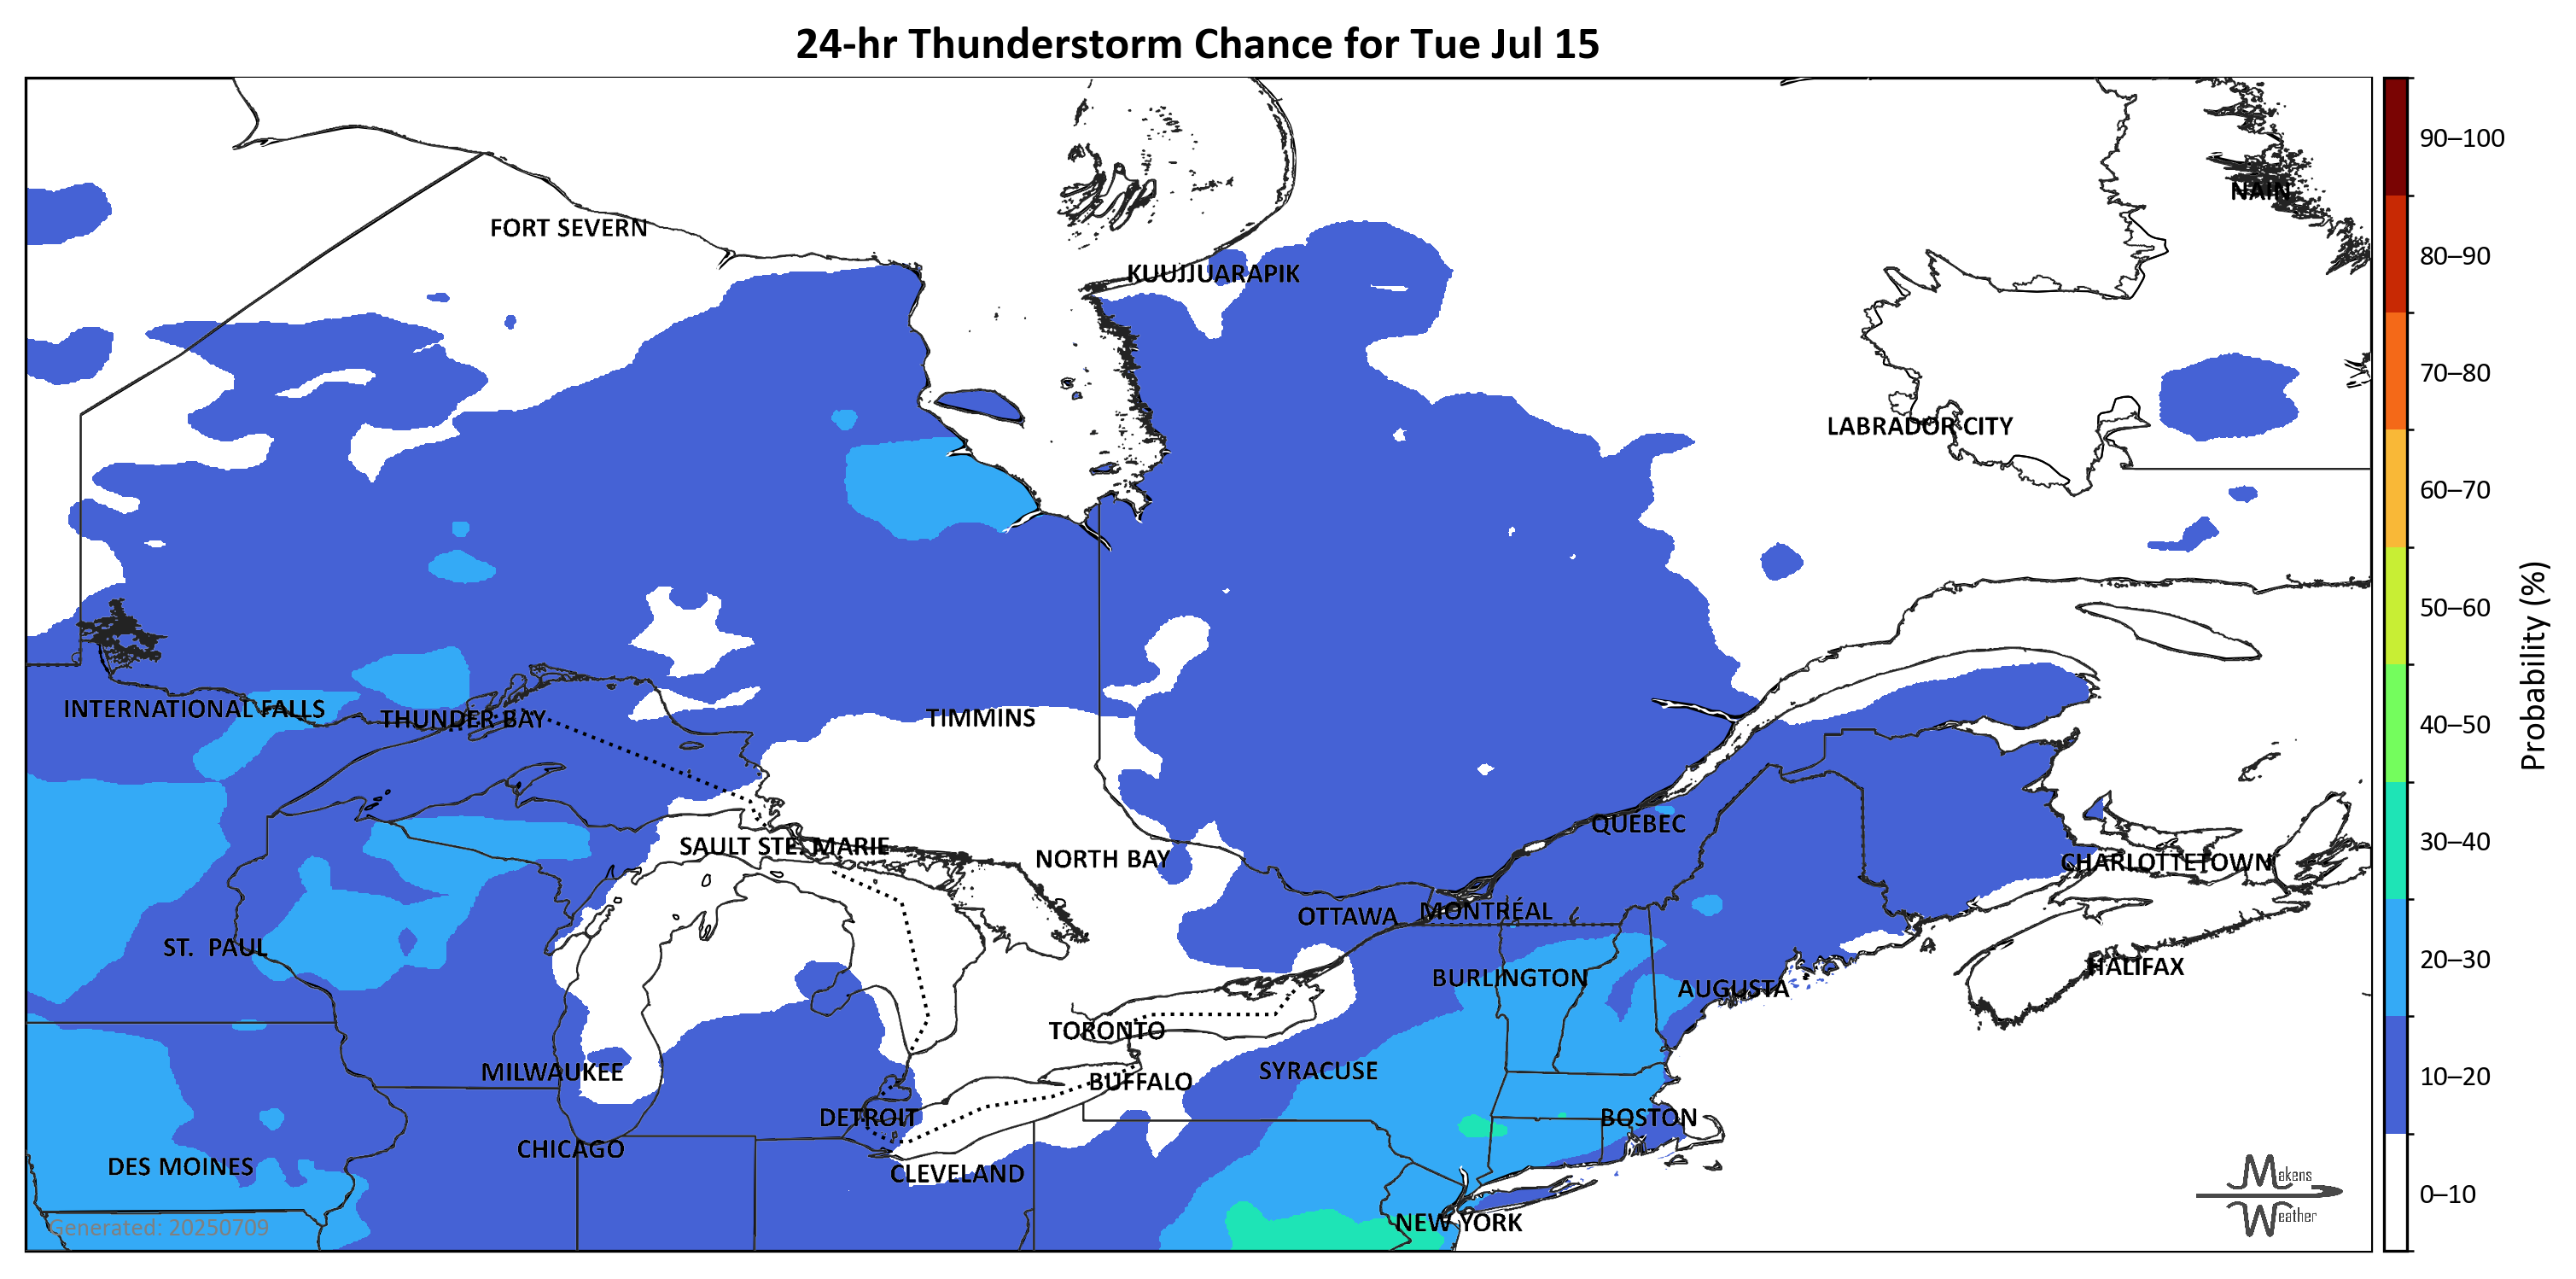 24-hr Thunderstorm Chance for Tue Jul 15
90–100
NAIN
FORT SEVERN
80–90
KUUJJUARAPIK
70–80
LABRADOR CITY
60–70
50–60
Probability (%)
INTERNATIONAL FALLS
THUNDER BAY
TIMMINS
40–50
QUEBEC
SAULT STE. MARIE
NORTH BAY
CHARLOTTETOWN
30–40
OTTAWA
MONTRÉAL
ST. PAUL
BURLINGTON
AUGUSTA
HALIFAX
20–30
TORONTO
MILWAUKEE
BUFFALO
SYRACUSE
10–20
DETROIT
BOSTON
CHICAGO
DES MOINES
CLEVELAND
Makens
Weather
0–10
NEW YORK
Generated: 20250709